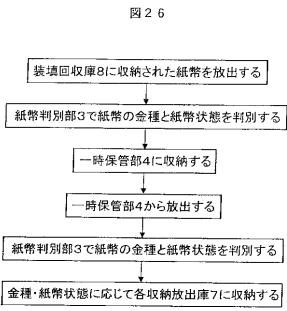 図26
装填回収庫8に収納された紙幣を放出する
紙幣判別部3で紙幣の金種と紙幣状態を判別する
一時保管部4に収納する
一時保管部4から放出する
紙幣判別部3で紙幣の金種と紙幣状態を判別する
金種・紙幣状態に応じて各収納放出庫7に収納する